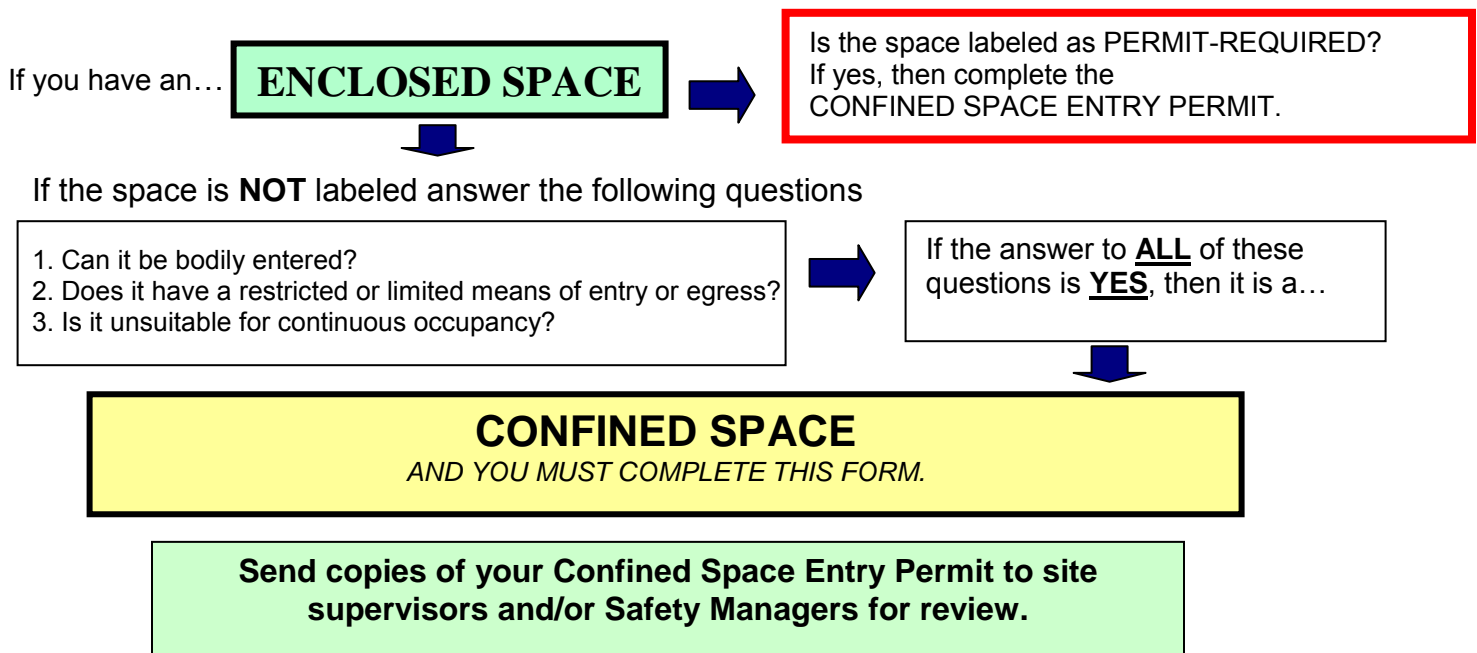 If you have an…
ENCLOSED SPACE
Is the space labeled as PERMIT-REQUIRED?
If yes, then complete the
CONFINED SPACE ENTRY PERMIT.
If the space is NOT labeled answer the following questions
1. Can it be bodily entered?
2. Does it have a restricted or limited means of entry or egress?
3. Is it unsuitable for continuous occupancy?
If the answer to ALL of these
questions is YES, then it is a…
CONFINED SPACE
AND YOU MUST COMPLETE THIS FORM.
Send copies of your Confined Space Entry Permit to site
supervisors and/or Safety Managers for review.